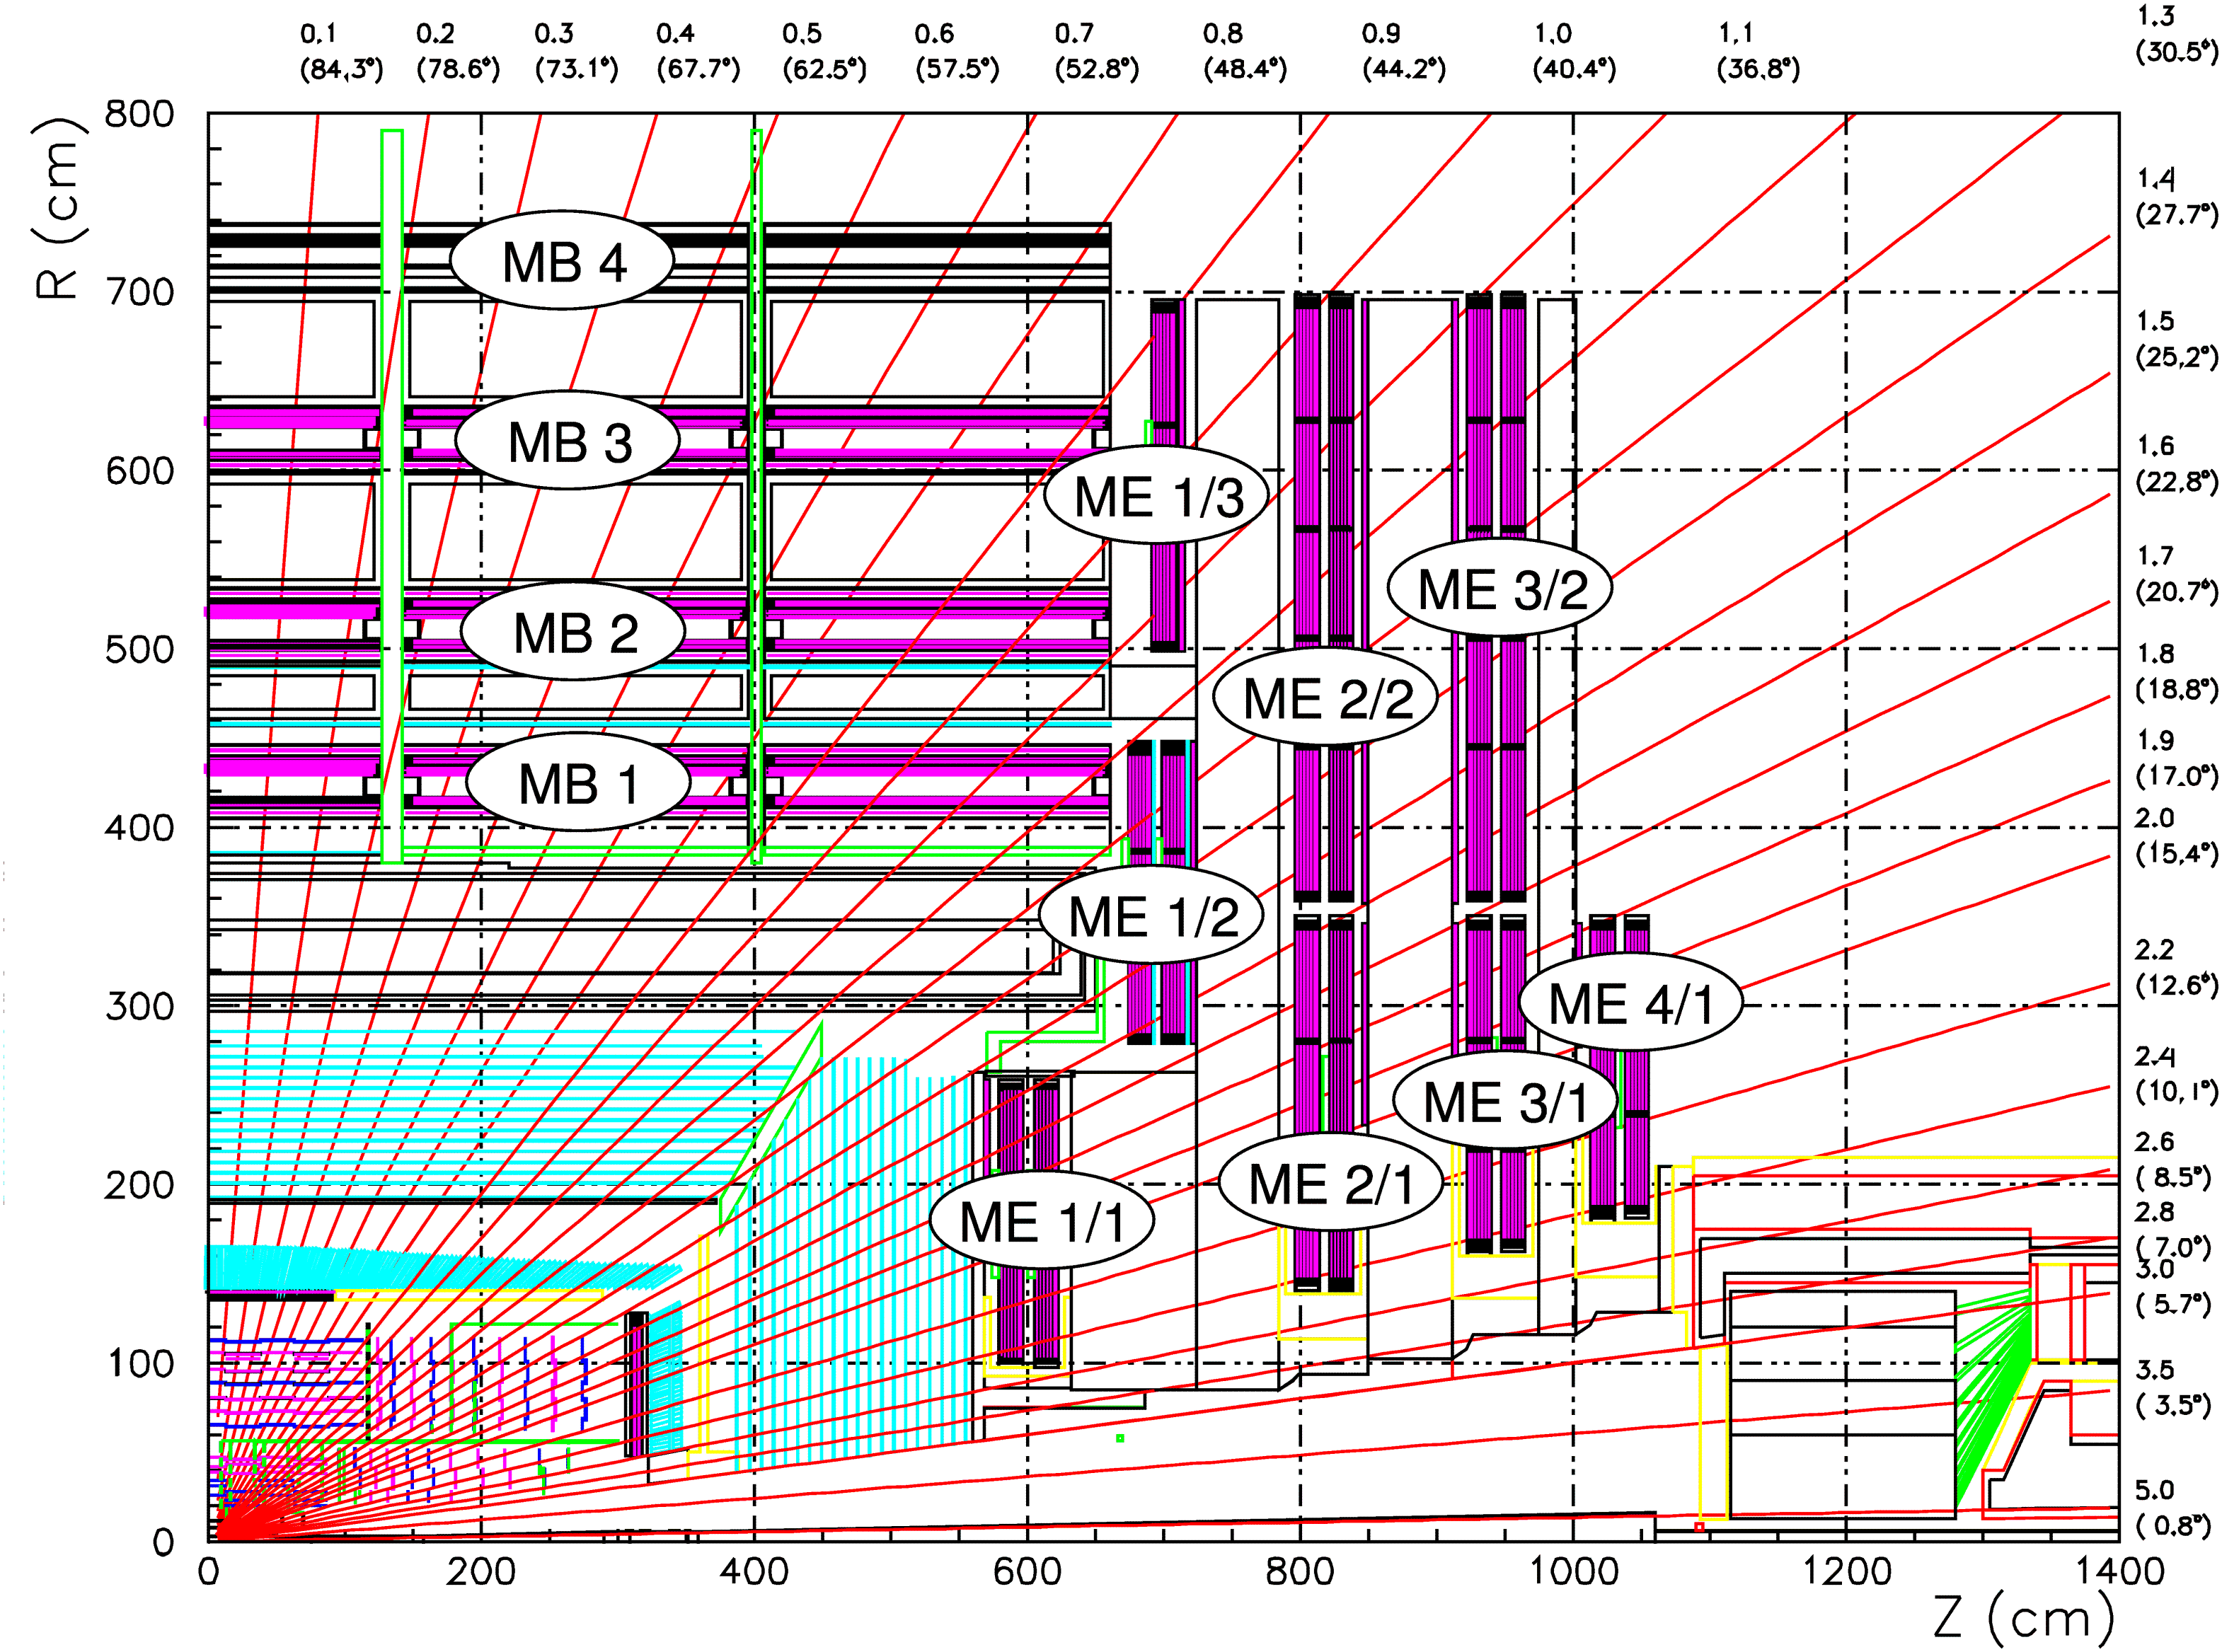 0.1 0.2 0.3 0.4 0.5 0.6 0.7 0.8 0.9 1.0 1.1 1.3
(84.3°) (78.6°) (73.1°) (67.7°) (62.5°) (57.5°) (52.8°) (48.4°) (44.2°) (40.4°) (36.8°) (30.5°)
R (cm)
800
700
600
500
400
300
200
100
0
MB 4
MB 3
MB 2
MB 1
ME 1/3
ME 3/2
ME 2/2
ME 1/2
ME 4/1
ME 3/1
ME 2/1
ME 1/1
1.4
(27.7°)
1.5
(25.2°)
1.6
(22.8°)
1.7
(20.7°)
1.8
(18.8°)
1.9
(17.0°)
2.0
(15.4°)
2.2
(12.6°)
2.4
(10.1°)
2.6
( 8.5°)
2.8
( 7.0°)
3.0
( 5.7°)
3.5
( 3.5°)
5.0
( 0.8°)
0 200 400 600 800 1000 1200 1400
Z (cm)